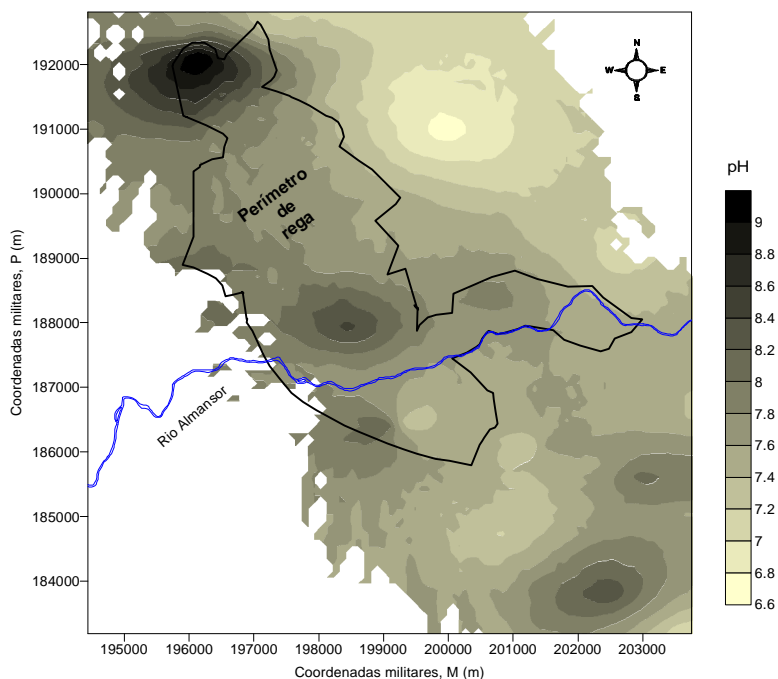 192000
191000
190000
189000
188000
187000
186000
185000
184000
Coordenadas militares, P (m)
195000 196000 197000 198000 199000 200000 201000 202000 203000
Coordenadas militares, M (m)
N
W E
S
Perímetro
de
rega
Rio Almansor
pH
9
8.8
8.6
8.4
8.2
8
7.8
7.6
7.4
7.2
7
6.8
6.6